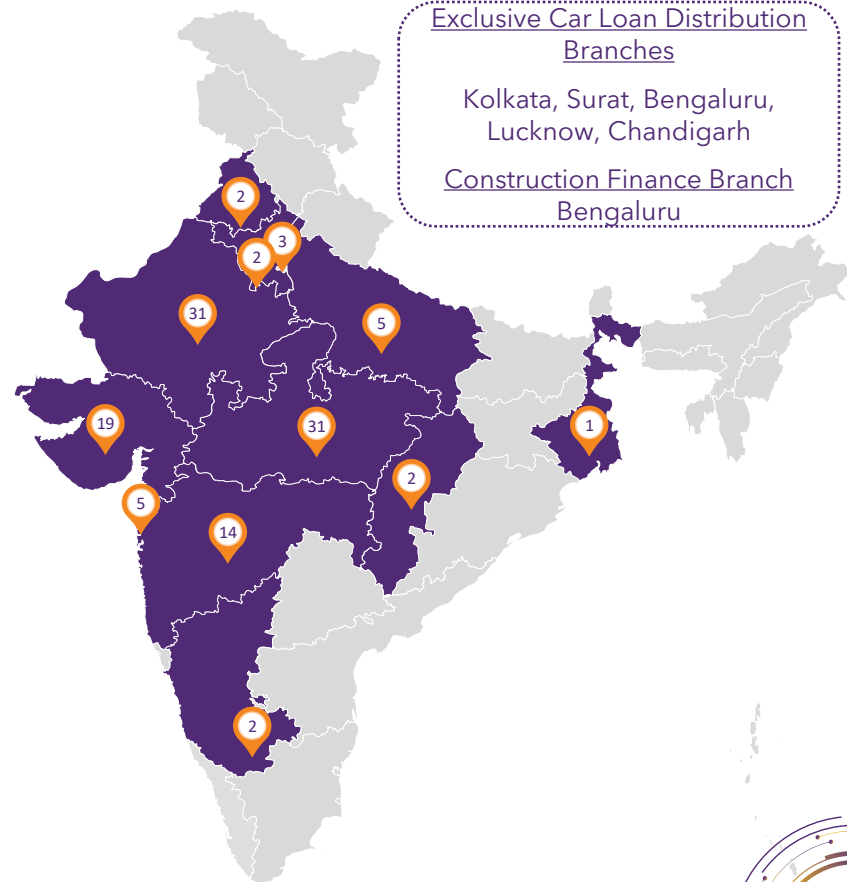 Exclusive Car Loan Distribution
Branches
Kolkata, Surat, Bengaluru,
Lucknow, Chandigarh
Construction Finance Branch
Bengaluru
2
3
2
31
5
19
31
1
2
5
14
2